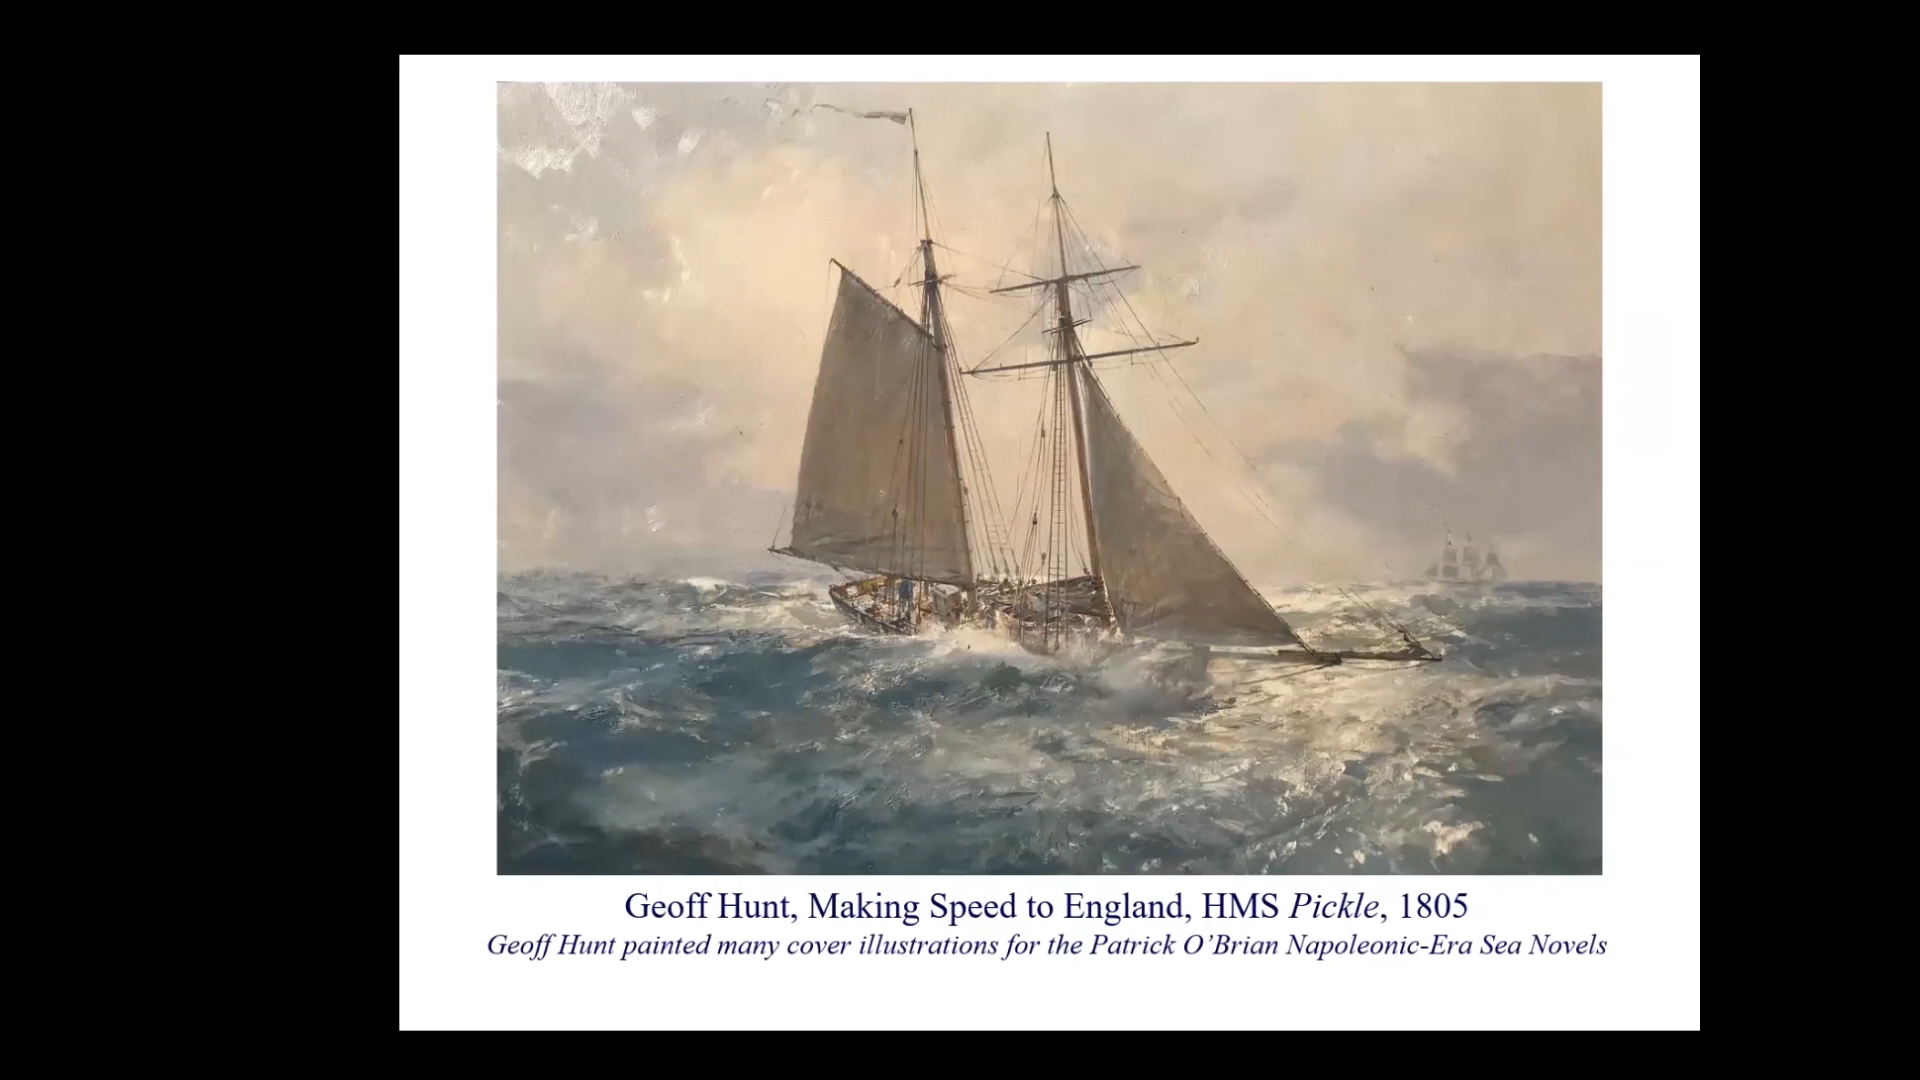 Geoff Hunt, Making Speed to England, HMS Pickle, 1805
Geoff Hunt painted many cover illustrations for the Patrick O’Brian Napoleonic-Era Sea Novels